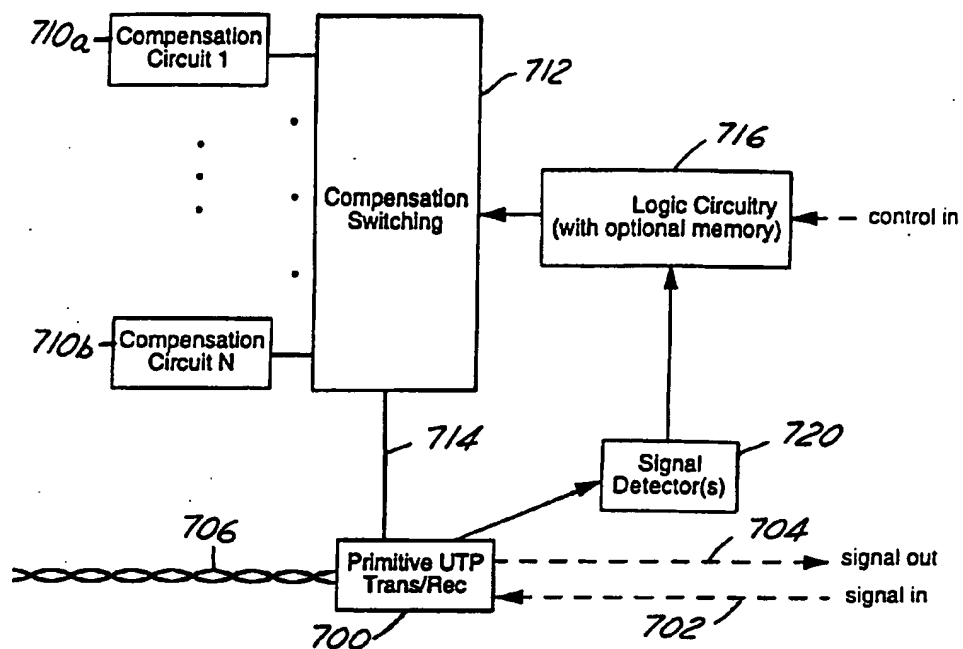 710a
Compensation
Circuit 1
712
716
Compensation
Switching
Logic Circuitry
(with optional memory)
control in
710b
Compensation
Circuit N
714
720
Signal
Detector(s)
706
Primitive UTP
Trans/Rec
704
signal out
signal in
700
702